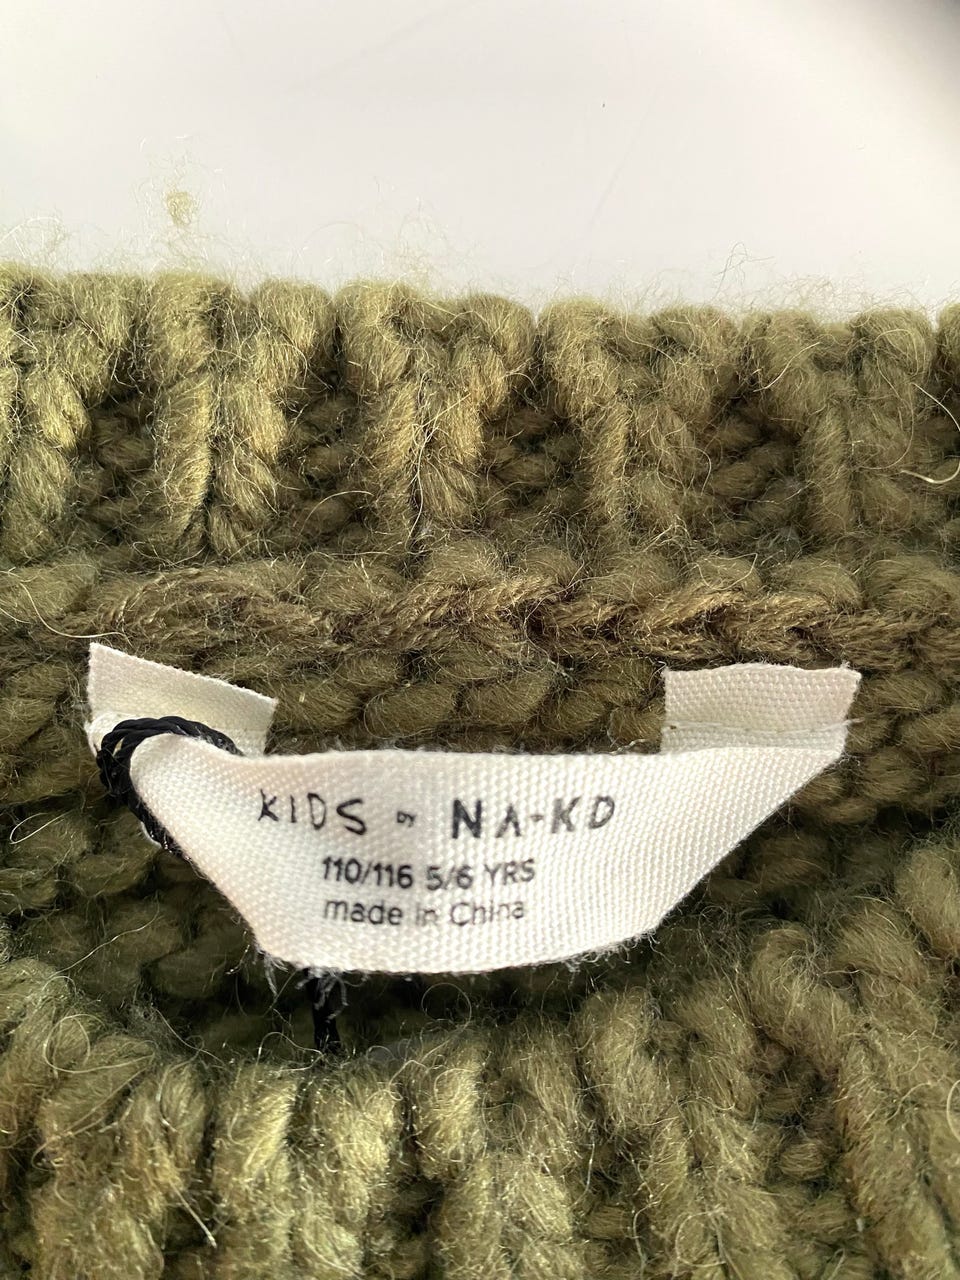 KIDS by NA-KD
110/116 5/6 YRS
made in China